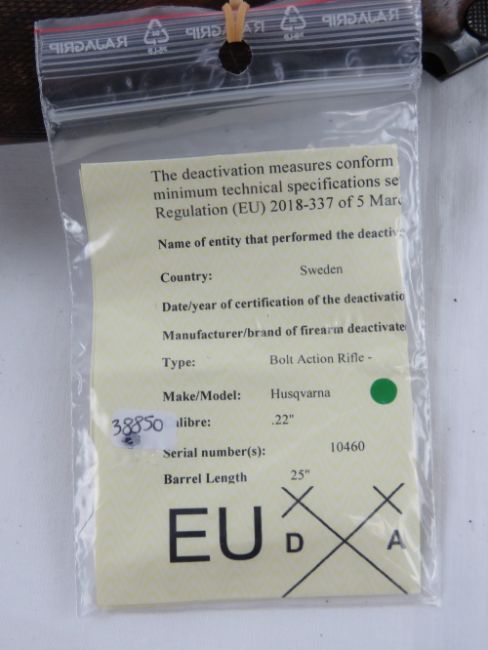 RAJAGRIP RAJAGRIP
The deactivation measures conform
minimum technical specifications se
Regulation (EU) 2018-337 of 5 Marc
Name of entity that performed the deactiv
Country: Sweden
Date/year of certification of the deactivatio
Manufacturer/brand of firearm deactivate
Type: Bolt Action Rifle -
Make/Model: Husqvarna
38850 alibre: .22"
Serial number(s): 10460
Barrel Length 25"
EU D A